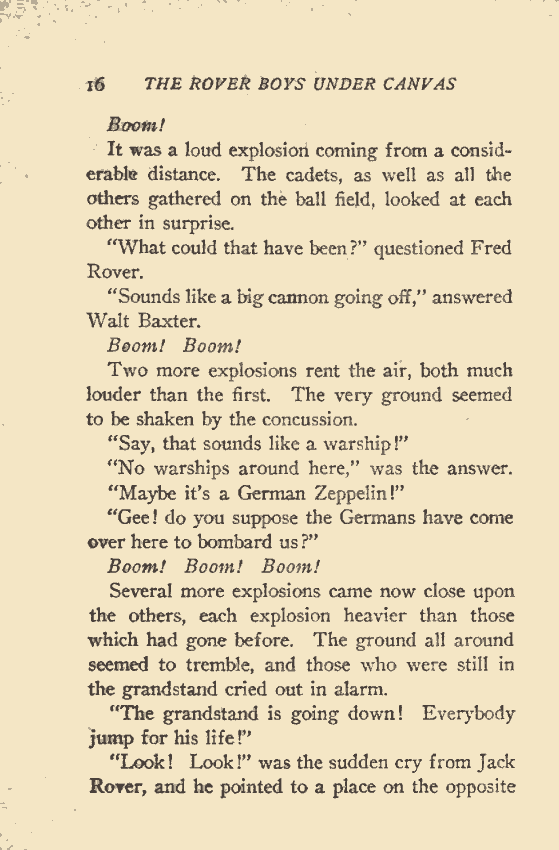 16 THE ROVER BOYS UNDER CANVAS
Boom!
It was a loud explosion coming from a consid-
erable distance. The cadets, as well as all the
others gathered on the ball field, looked at each
other in surprise.
“What could that have been?” questioned Fred
Rover.
“Sounds like a big cannon going off,” answered
Walt Baxter.
Boom! Boom!
Two more explosions rent the air, both much
louder than the first. The very ground seemed
to be shaken by the concussion.
“Say, that sounds like a warship!”
“No warships around here,” was the answer.
“Maybe it’s a German Zeppelin!”
“Gee! do you suppose the Germans have come
over here to bombard us?”
Boom! Boom! Boom!
Several more explosions came now close upon
the others, each explosion heavier than those
which had gone before. The ground all around
seemed to tremble, and those who were still in
the grandstand cried out in alarm.
“The grandstand is going down! Everybody
jump for his life!”
“Look! Look!” was the sudden cry from Jack
Rover, and he pointed to a place on the opposite